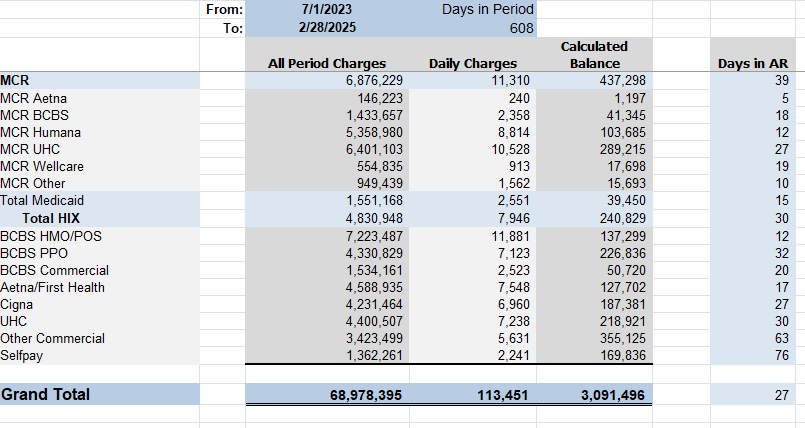 From: 7/1/2023 Days in Period
To: 2/28/2025 608
Calculated
All Period Charges Daily Charges Balance Days in AR
MCR 6,876,229 11,310 437,298 39
MCR Aetna 146,223 240 1,197 5
MCR BCBS 1,433,657 2,358 41,345 18
MCR Humana 5,358,980 8,814 103,685 12
MCR UHC 6,401,103 10,528 289,215 27
MCR Wellcare 554,835 913 17,698 19
MCR Other 949,439 1,562 15,693 10
Total Medicaid 1,551,168 2,551 39,450 15
Total HIX 4,830,948 7,946 240,829 30
BCBS HMO/POS 7,223,487 11,881 137,299 12
BCBS PPO 4,330,829 7,123 226,836 32
BCBS Commercial 1,534,161 2,523 50,720 20
Aetna/First Health 4,588,935 7,548 127,702 17
Cigna 4,231,464 6,960 187,381 27
UHC 4,400,507 7,238 218,921 30
Other Commercial 3,423,499 5,631 355,125 63
Selfpay 1,362,261 2,241 169,836 76
Grand Total 68,978,395 113,451 3,091,496 27